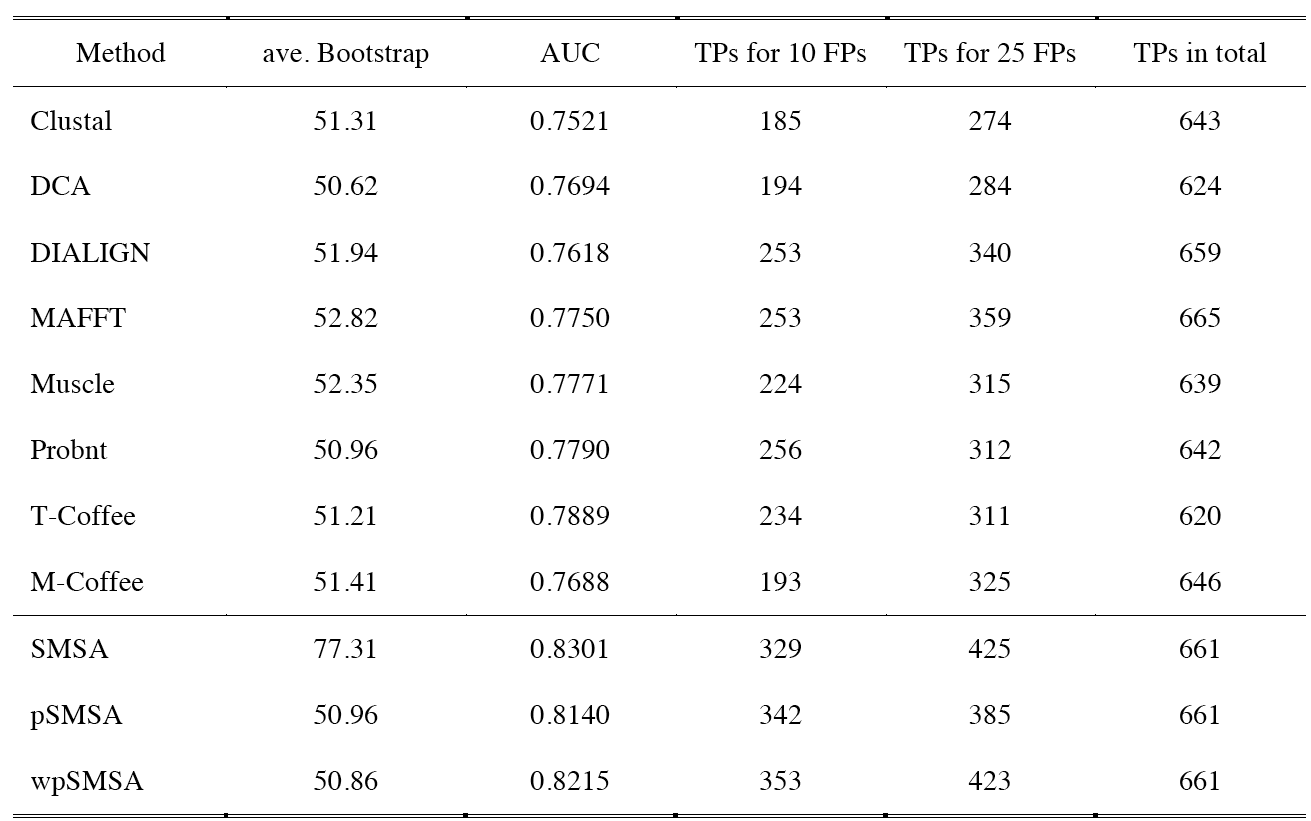 Method ave. Bootstrap AUC TPs for 10 FPs TPs for 25 FPs TPs in total
Clustal 51.31 0.7521 185 274 643
DCA 50.62 0.7694 194 284 624
DIALIGN 51.94 0.7618 253 340 659
MAFFT 52.82 0.7750 253 359 665
Muscle 52.35 0.7771 224 315 639
Probnt 50.96 0.7790 256 312 642
T-Coffee 51.21 0.7889 234 311 620
M-Coffee 51.41 0.7688 193 325 646
SMSA 77.31 0.8301 329 425 661
pSMSA 50.96 0.8140 342 385 661
wpSMSA 50.86 0.8215 353 423 661